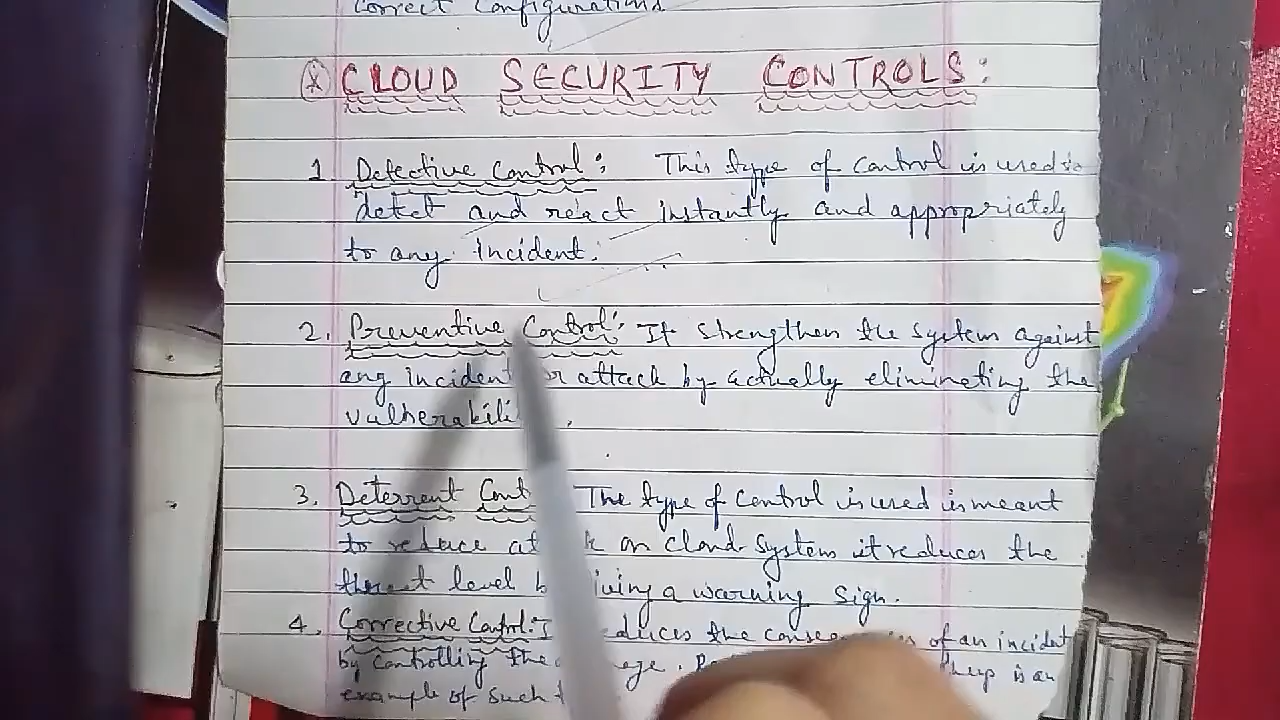 Correct Configurations
CLOUD SECURITY CONTROLS:
1. Detective Control: This type of Control is used to
detect and react instantly and appropriately
to any incident.
2. Preventive Control: It strengthen the system against
any incident or attack by actually eliminating the
3. Deterrent The type of Control is used is meant
to reduce on Cloud System it reduces the
threat level a warning Sign.
4. Corrective Control: the of an incident
by Controlling the is an
example of Such